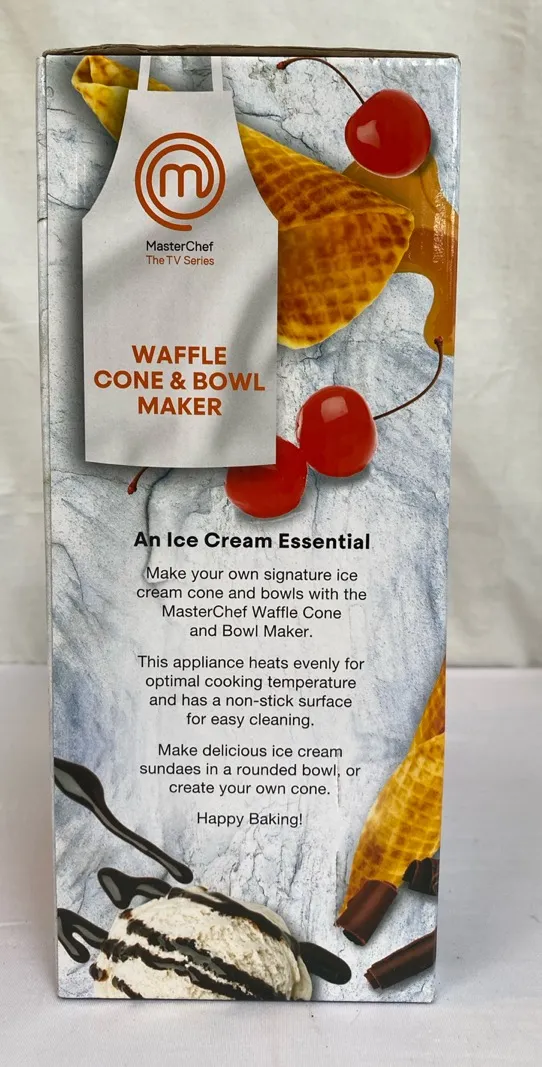 m
MasterChef
The TV Series
WAFFLE
CONE & BOWL
MAKER
An Ice Cream Essential
Make your own signature ice
cream cone and bowls with the
MasterChef Waffle Cone
and Bowl Maker.
This appliance heats evenly for
optimal cooking temperature
and has a non-stick surface
for easy cleaning.
Make delicious ice cream
sundaes in a rounded bowl, or
create your own cone.
Happy Baking!